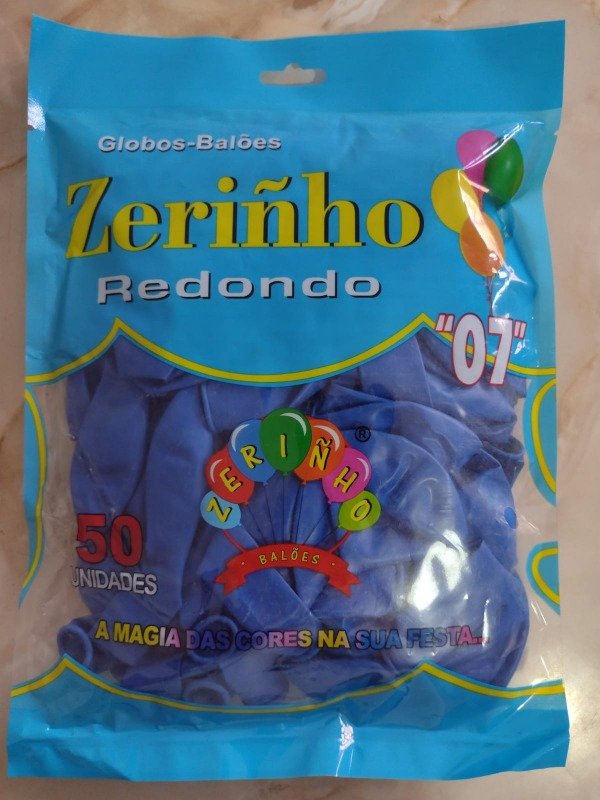 Globos-Balões
Zeriñho
Redondo
"07"
ZERIÑHO
®
· BALÕES ·
50
UNIDADES
A MAGIA DAS CORES NA SUA FESTA...